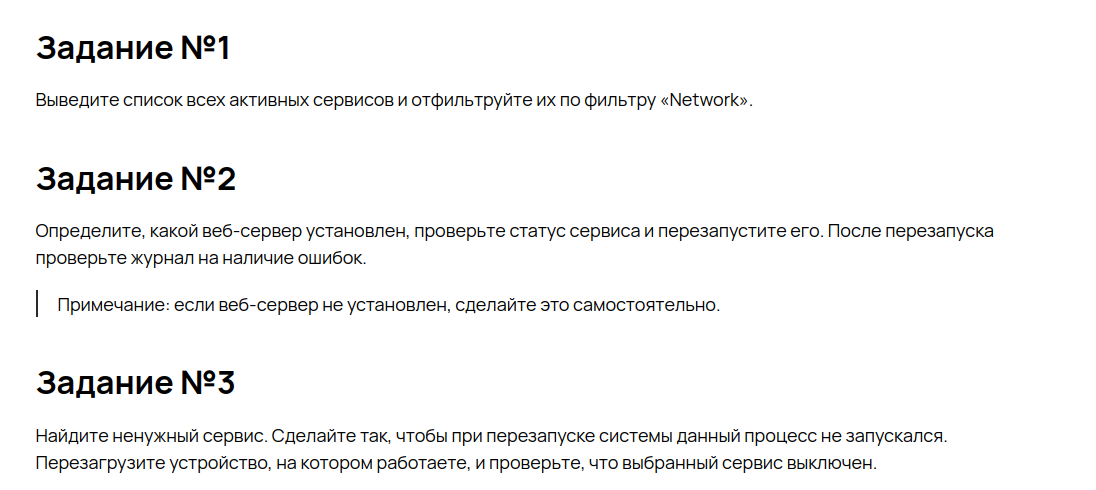 Задание №1
Выведите список всех активных сервисов и отфильтруйте их по фильтру «Network».
Задание №2
Определите, какой веб-сервер установлен, проверьте статус сервиса и перезапустите его. После перезапуска
проверьте журнал на наличие ошибок.
Примечание: если веб-сервер не установлен, сделайте это самостоятельно.
Задание №3
Найдите ненужный сервис. Сделайте так, чтобы при перезапуске системы данный процесс не запускался.
Перезагрузите устройство, на котором работаете, и проверьте, что выбранный сервис выключен.